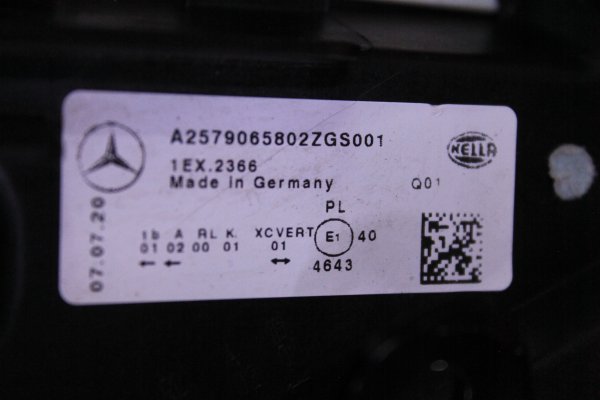 A2579065802ZGS001
HELLA
1EX.2366
Made in Germany
Q01
07.07.20
PL
1b A RL K. XCVERT E1 40
01 02 00 01 01
4643